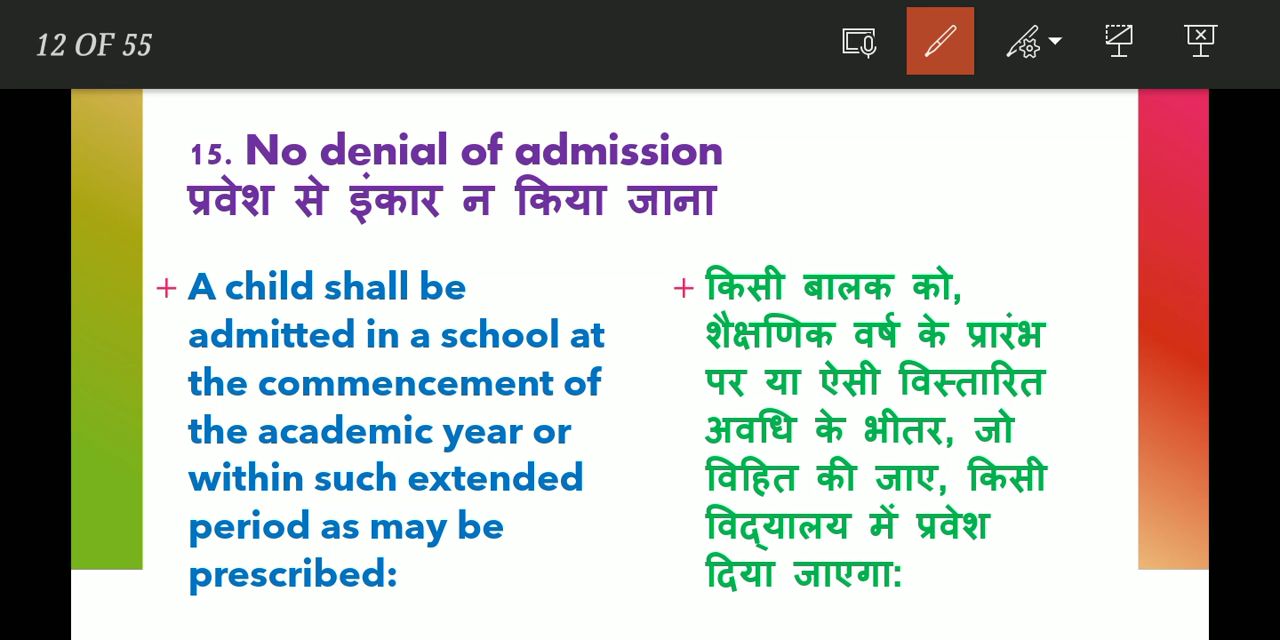 12 OF 55
15. No denial of admission
प्रवेश से इंकार न किया जाना
+ A child shall be
admitted in a school at
the commencement of
the academic year or
within such extended
period as may be
prescribed:
+ किसी बालक को,
शैक्षणिक वर्ष के प्रारंभ
पर या ऐसी विस्तारित
अवधि के भीतर, जो
विहित की जाए, किसी
विद्यालय में प्रवेश
दिया जाएगा: